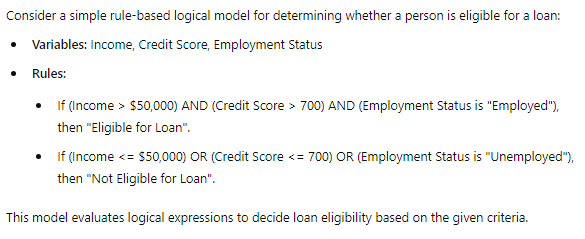 Consider a simple rule-based logical model for determining whether a person is eligible for a loan:
• Variables: Income, Credit Score, Employment Status
• Rules:
• If (Income > $50,000) AND (Credit Score > 700) AND (Employment Status is "Employed"),
then "Eligible for Loan".
• If (Income <= $50,000) OR (Credit Score <= 700) OR (Employment Status is "Unemployed"),
then "Not Eligible for Loan".
This model evaluates logical expressions to decide loan eligibility based on the given criteria.